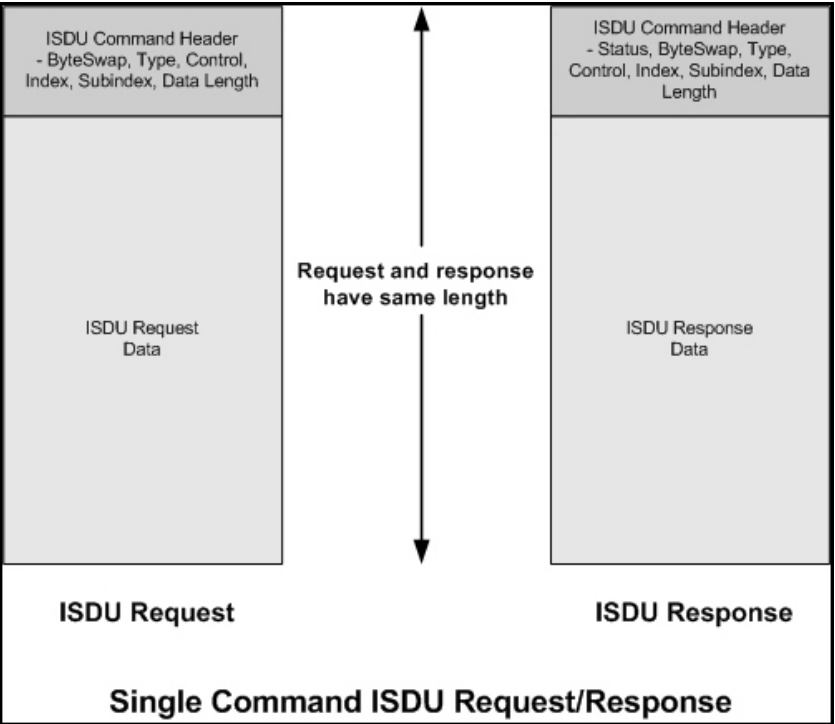 ISDU Command Header
- ByteSwap, Type, Control,
Index, Subindex, Data Length
ISDU Request
Data
Request and response
have same length
ISDU Command Header
- Status, ByteSwap, Type,
Control, Index, Subindex, Data
Length
ISDU Response
Data
ISDU Request
ISDU Response
Single Command ISDU Request/Response